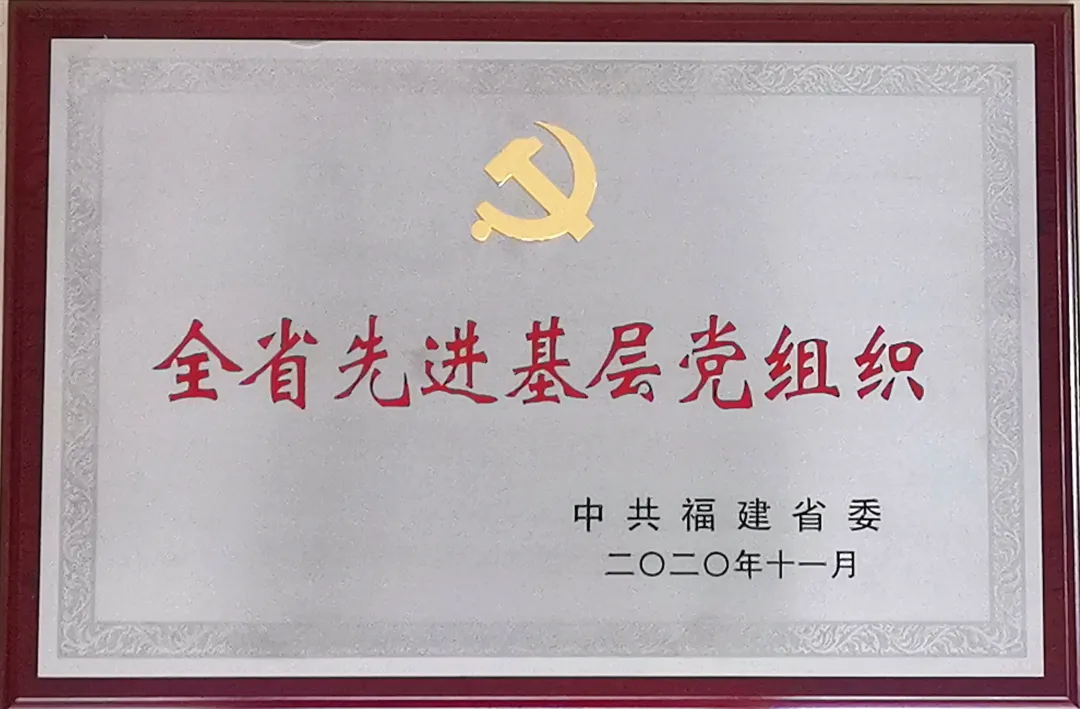 全省先进基层党组织
中共福建省委
二〇二〇年十一月